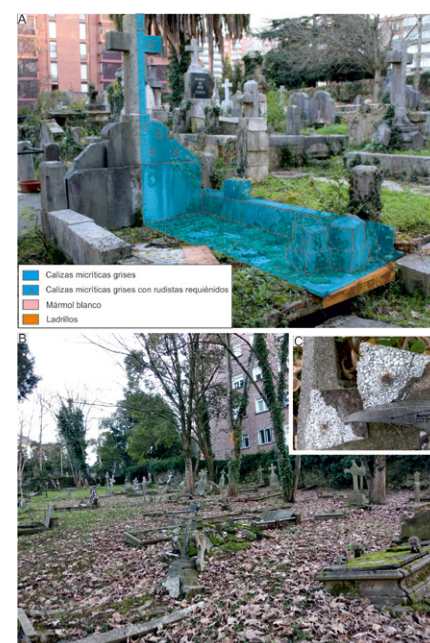 A
Calizas micríticas grises
Calizas micríticas grises con rudistas requiénidos
Mármol blanco
Ladrillos
B
C